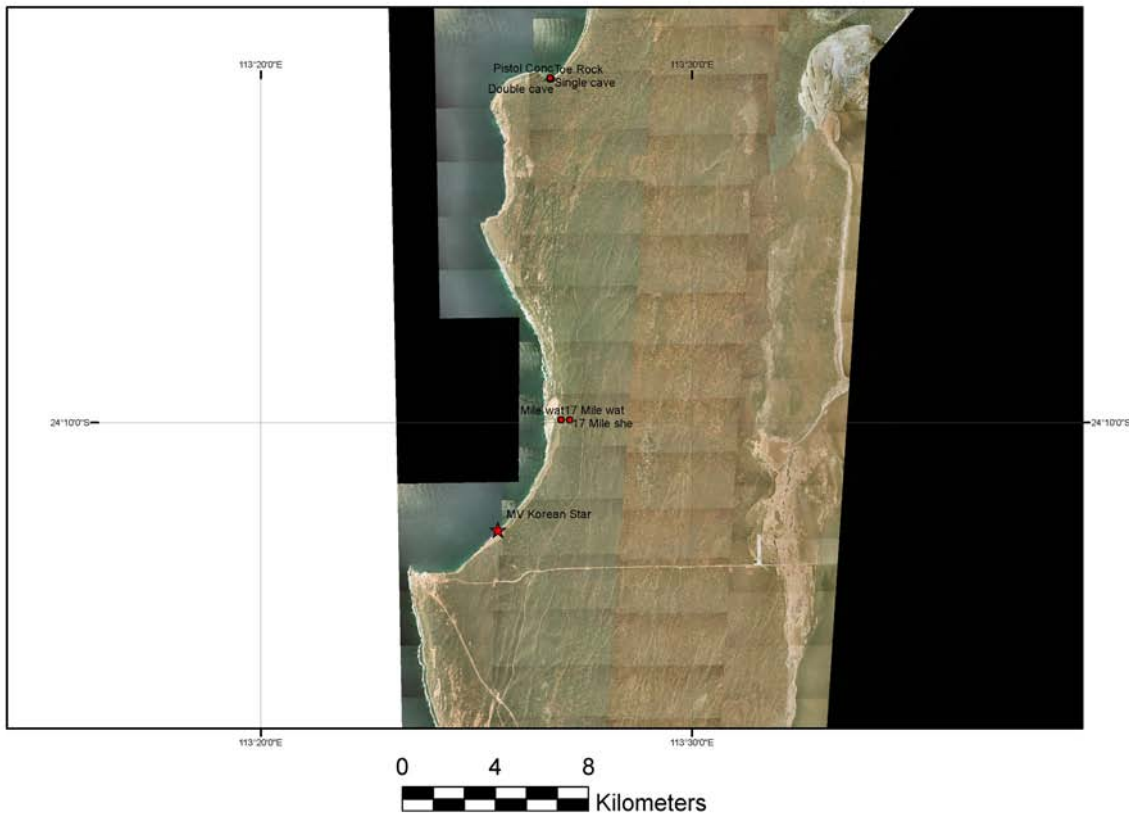 113°20'0"E
113°30'0"E
Pistol Conc Toe Rock
Double cave Single cave
Mile wat 17 Mile wat
17 Mile she
24°10'0"S
24°10'0"S
MV Korean Star
113°20'0"E
113°30'0"E
0 4 8
Kilometers